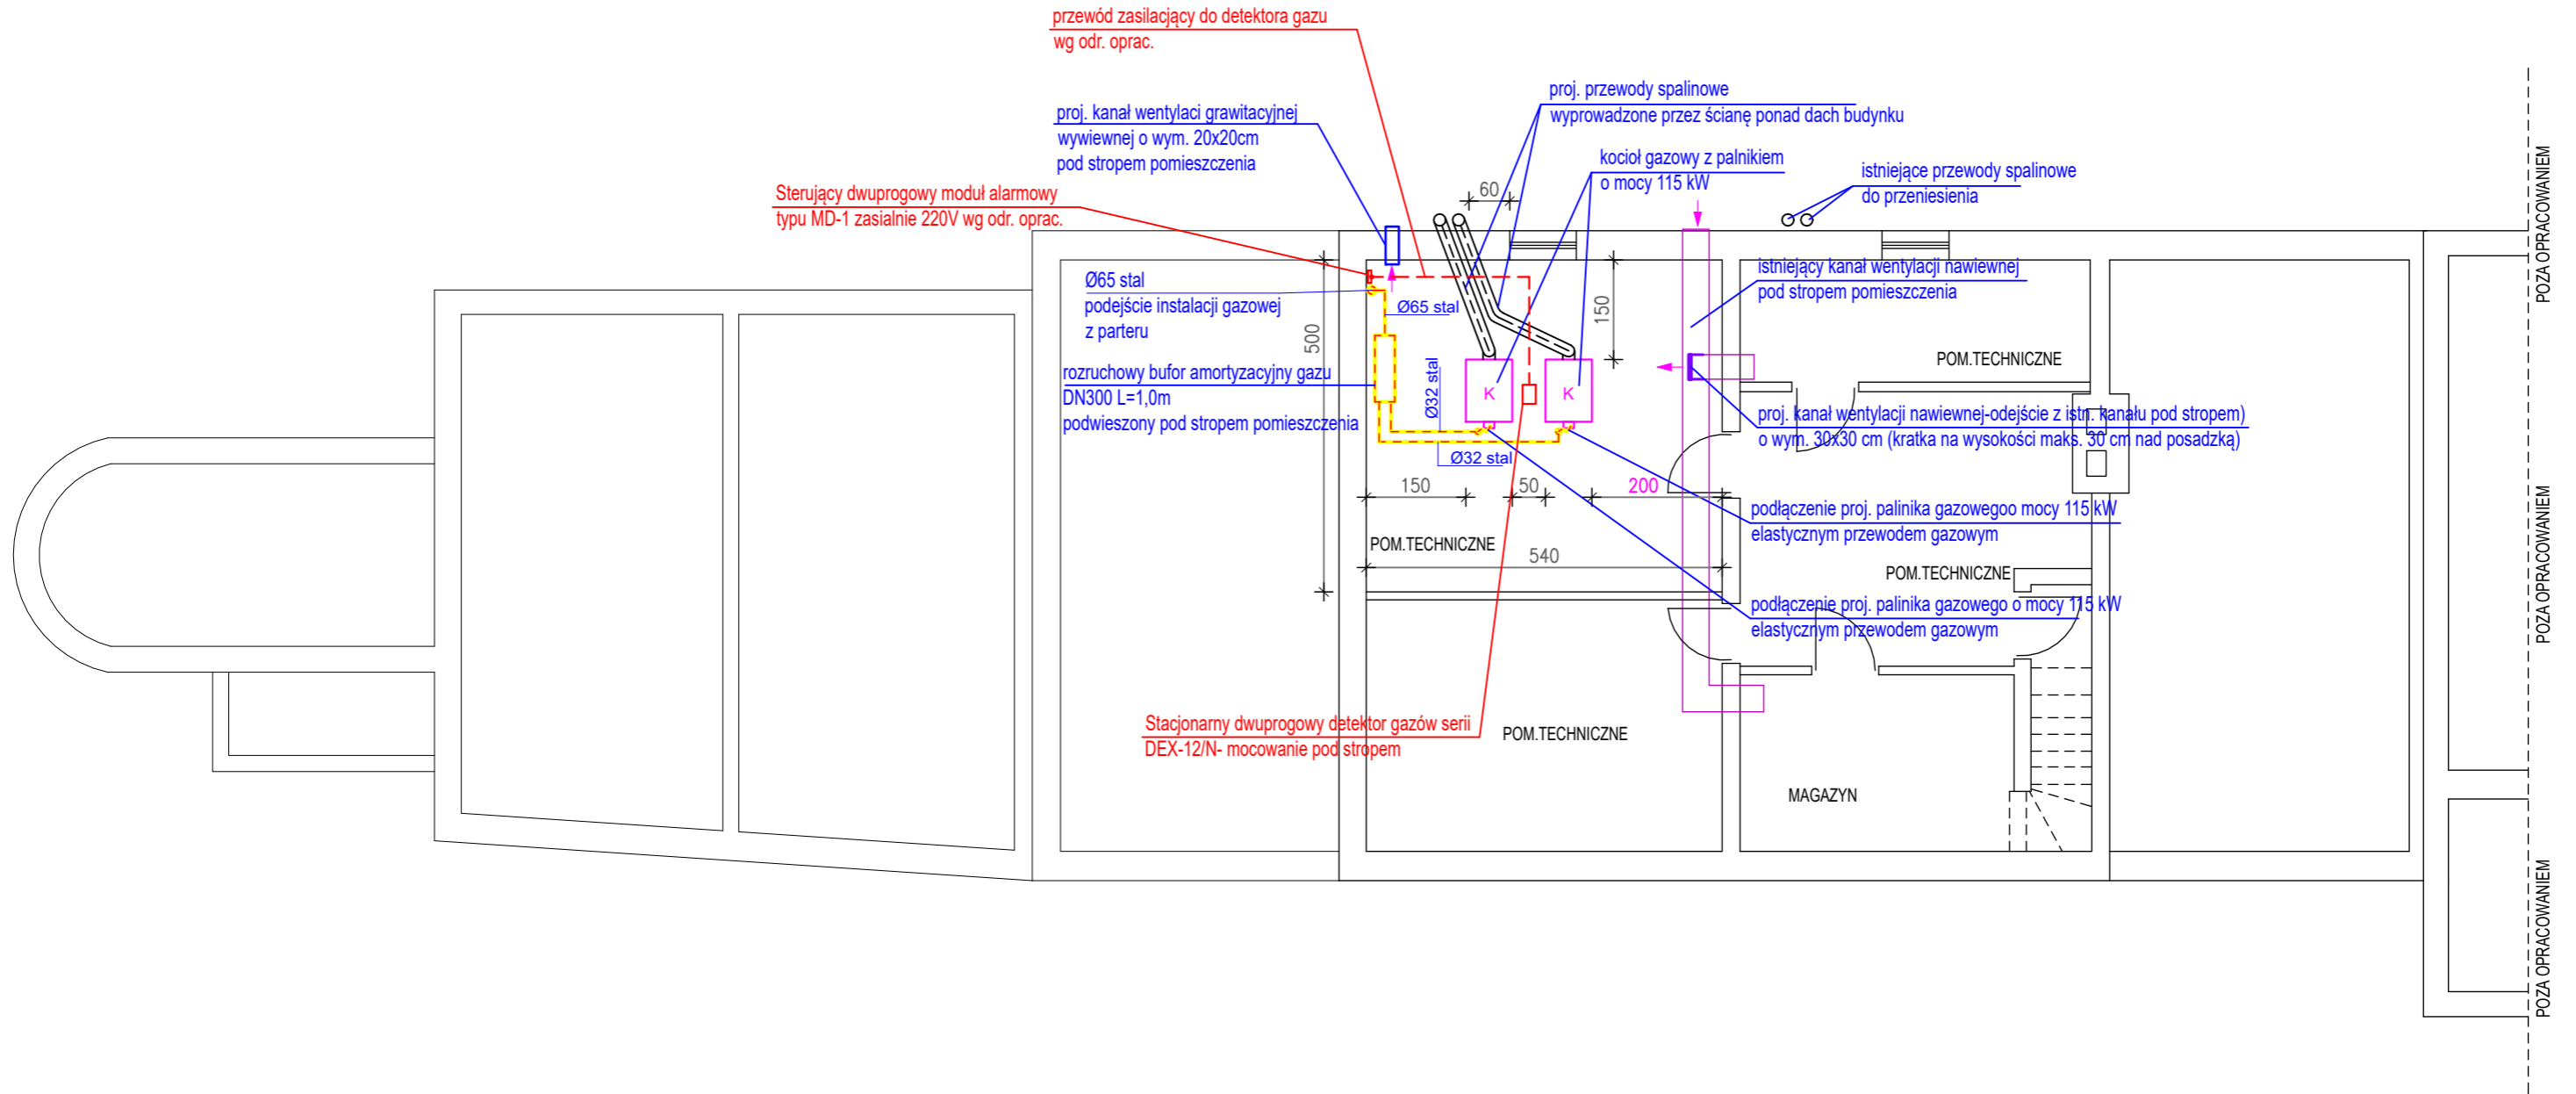 przewód zasilacjący do detektora gazu
wg odr. oprac.
proj. kanał wentylaci grawitacyjnej
wywiewnej o wym. 20x20cm
pod stropem pomieszczenia
proj. przewody spalinowe
wyprowadzone przez ścianę ponad dach budynku
kocioł gazowy z palnikiem
o mocy 115 kW
istniejące przewody spalinowe
do przeniesienia
Sterujący dwuprogowy moduł alarmowy
typu MD-1 zasialnie 220V wg odr. oprac.
60
Ø65 stal
podejście instalacji gazowej
z parteru
Ø65 stal
500
150
istniejący kanał wentylacji nawiewnej
pod stropem pomieszczenia
POM.TECHNICZNE
rozruchowy bufor amortyzacyjny gazu
DN300 L=1,0m
podwieszony pod stropem pomieszczenia
Ø32 stal
K
K
Ø32 stal
proj. kanał wentylacji nawiewnej-odejście z istn. kanału pod stropem)
o wym. 30x30 cm (kratka na wysokości maks. 30 cm nad posadzką)
150
50
200
podłączenie proj. palinika gazowegoo mocy 115 kW
elastycznym przewodem gazowym
POM.TECHNICZNE
540
POM.TECHNICZNE
podłączenie proj. palinika gazowego o mocy 115 kW
elastycznym przewodem gazowym
Stacjonarny dwuprogowy detektor gazów serii
DEX-12/N- mocowanie pod stropem
POM.TECHNICZNE
MAGAZYN
POZA OPRACOWANIEM
POZA OPRACOWANIEM
POZA OPRACOWANIEM